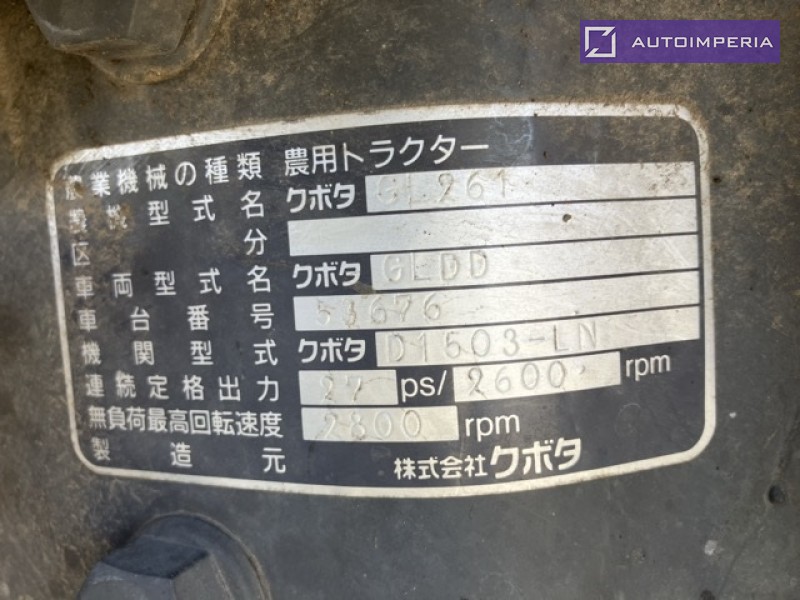 AUTOIMPERIA
農業機械の種類 農用トラクター
製機型式名 クボタ GL261
区分
車両型式名 クボタ GLDD
車台番号 53676
機関型式 クボタ D1503-LN
連続定格出力 27 ps/ 2600 rpm
無負荷最高回転速度 2800 rpm
製造元 株式会社クボタ